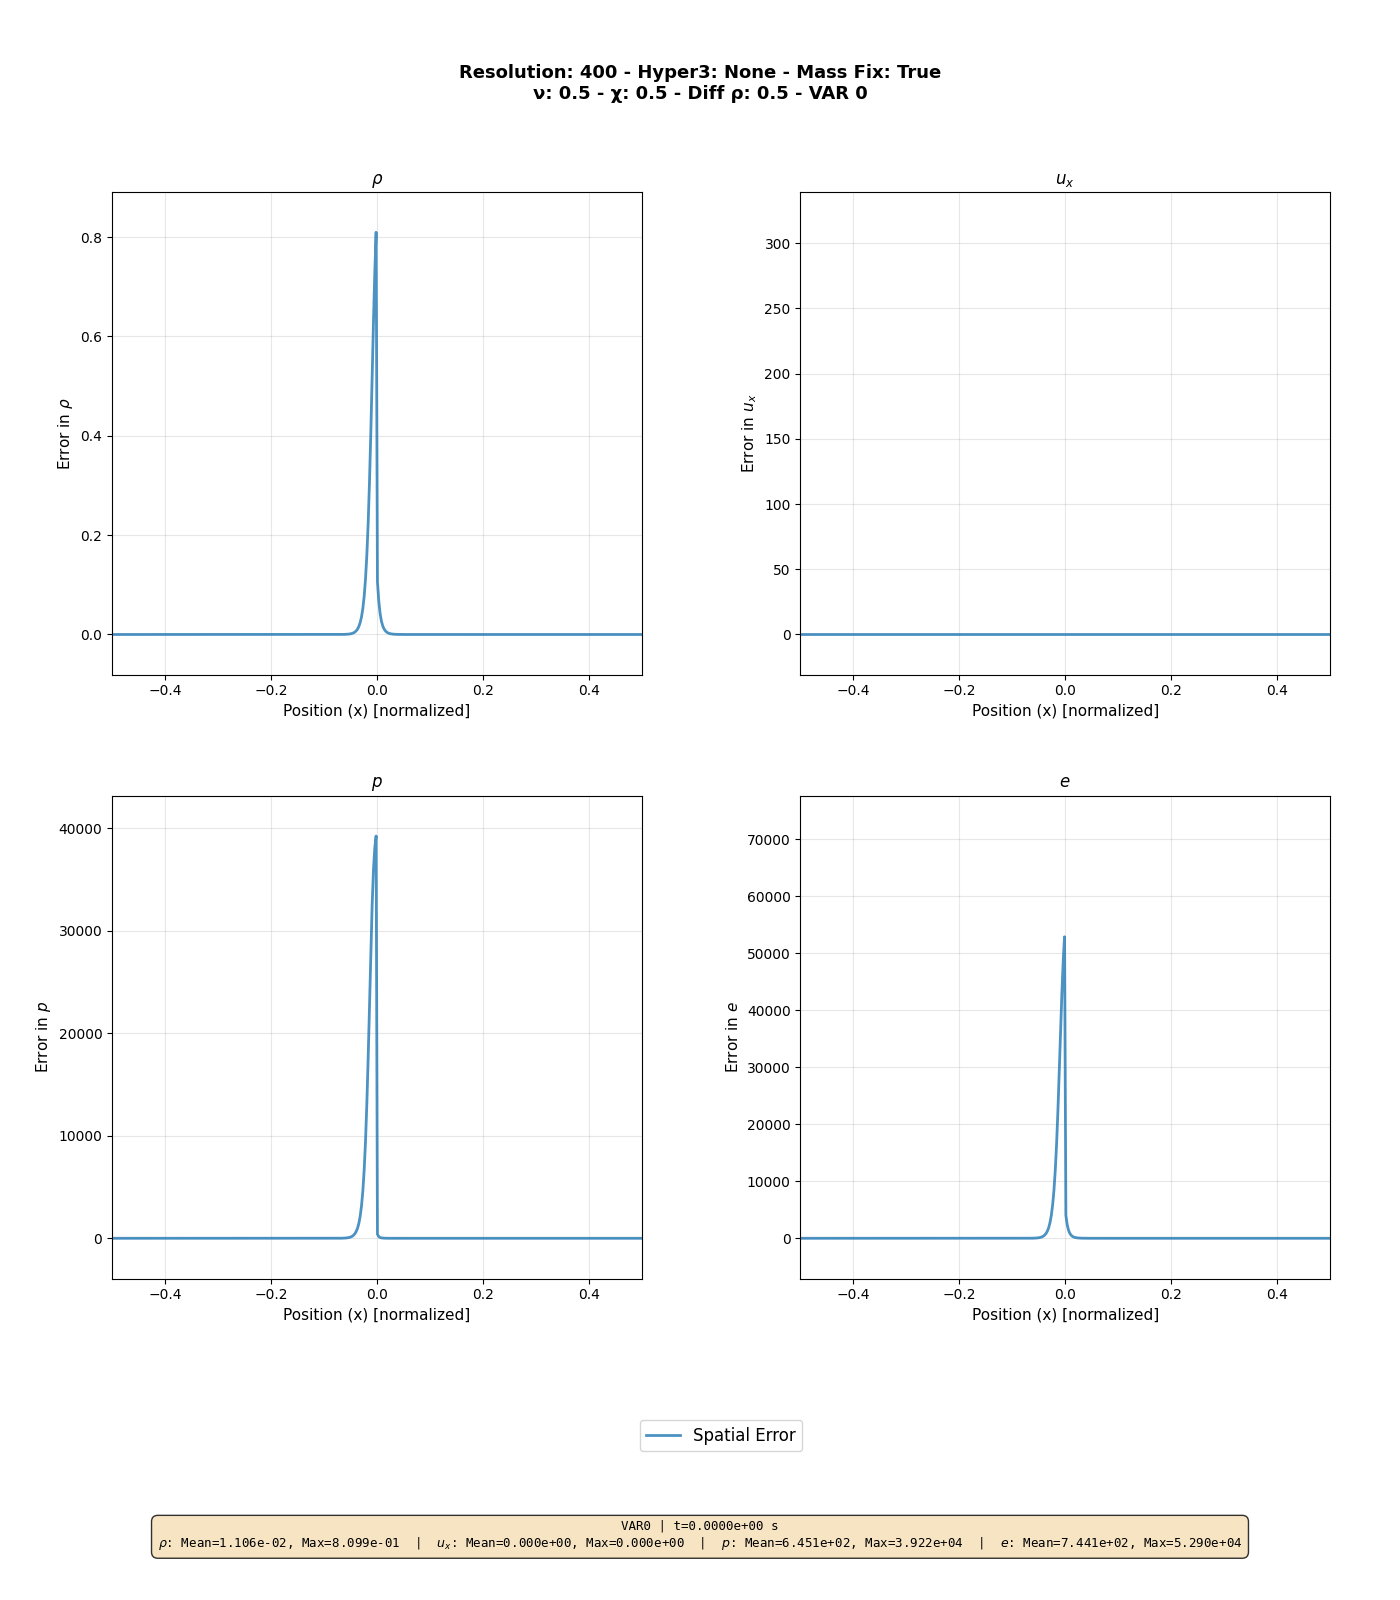 Resolution: 400 - Hyper3: None - Mass Fix: True
ν: 0.5 - χ: 0.5 - Diff ρ: 0.5 - VAR 0
ρ
Error in ρ
0.8
0.6
0.4
0.2
0.0
−0.4 −0.2 0.0 0.2 0.4
Position (x) [normalized]
u_x
Error in u_x
300
250
200
150
100
50
0
−0.4 −0.2 0.0 0.2 0.4
Position (x) [normalized]
p
Error in p
40000
30000
20000
10000
0
−0.4 −0.2 0.0 0.2 0.4
Position (x) [normalized]
e
Error in e
70000
60000
50000
40000
30000
20000
10000
0
−0.4 −0.2 0.0 0.2 0.4
Position (x) [normalized]
Spatial Error
VAR0 | t=0.0000e+00 s
ρ: Mean=1.106e-02, Max=8.099e-01 | u_x: Mean=0.000e+00, Max=0.000e+00 | p: Mean=6.451e+02, Max=3.922e+04 | e: Mean=7.441e+02, Max=5.290e+04